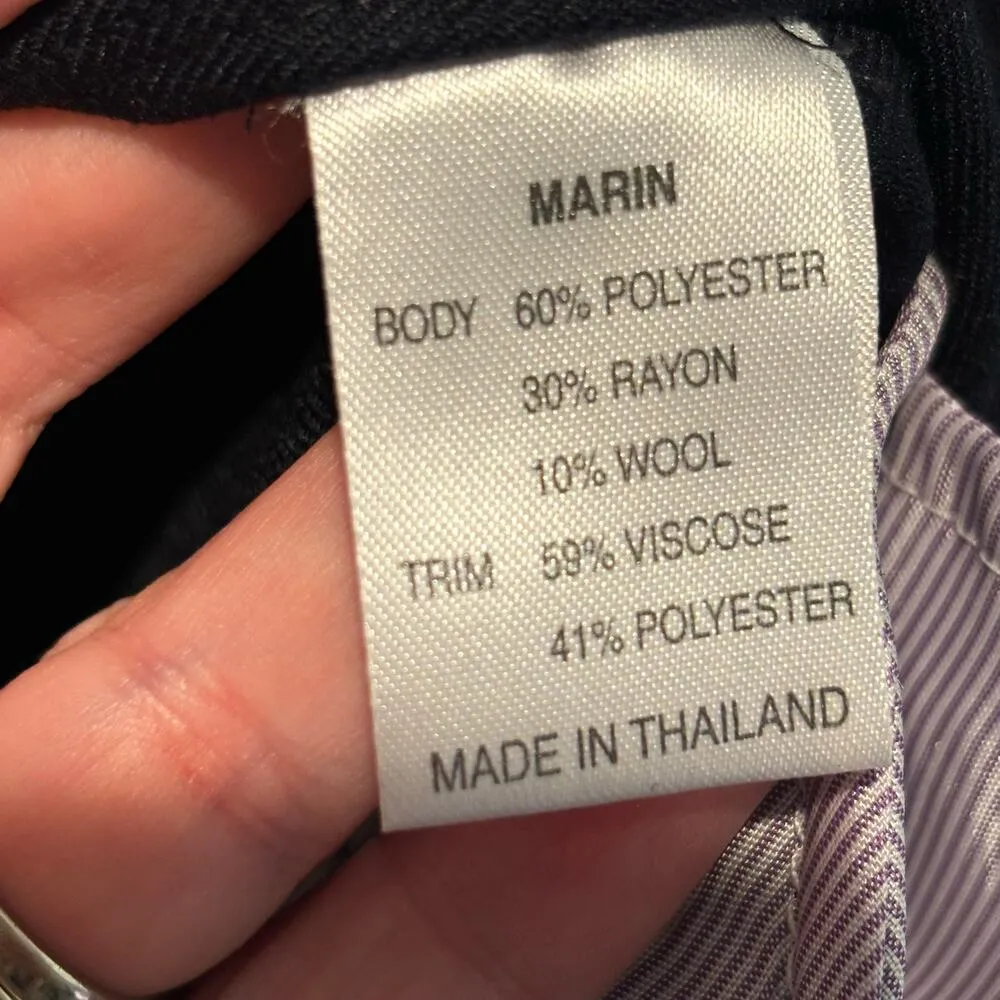 MARIN
BODY 60% POLYESTER
30% RAYON
10% WOOL
TRIM 59% VISCOSE
41% POLYESTER
MADE IN THAILAND